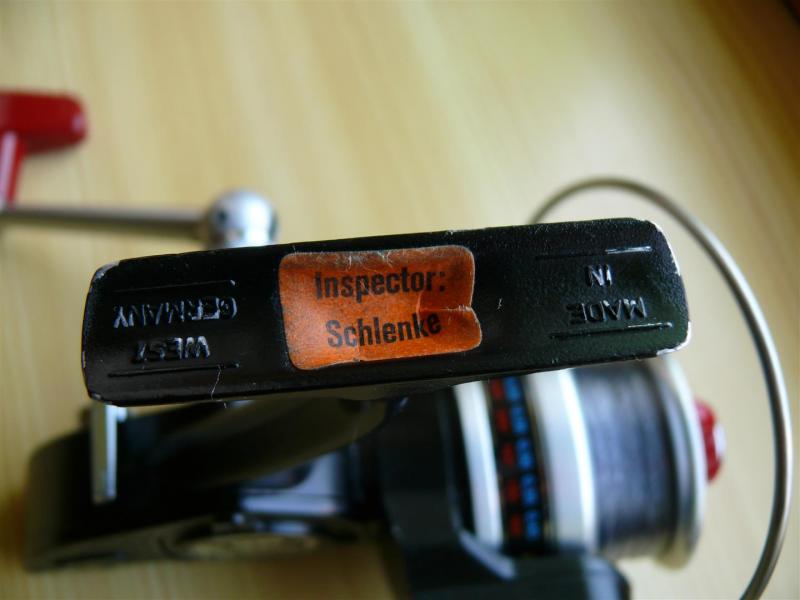 Inspector:
Schlenke
MADE
IN
WEST
GERMANY